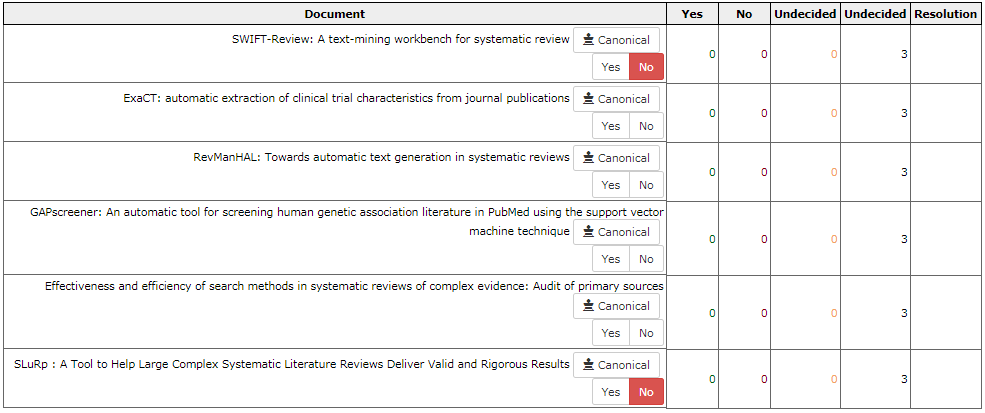 Document Yes No Undecided Undecided Resolution
SWIFT-Review: A text-mining workbench for systematic review Canonical
Yes No 0 0 0 3
ExaCT: automatic extraction of clinical trial characteristics from journal publications Canonical
Yes No 0 0 0 3
RevManHAL: Towards automatic text generation in systematic reviews Canonical
Yes No 0 0 0 3
GAPscreener: An automatic tool for screening human genetic association literature in PubMed using the support vector
machine technique Canonical
Yes No 0 0 0 3
Effectiveness and efficiency of search methods in systematic reviews of complex evidence: Audit of primary sources
Canonical
Yes No 0 0 0 3
SLuRp : A Tool to Help Large Complex Systematic Literature Reviews Deliver Valid and Rigorous Results Canonical
Yes No 0 0 0 3